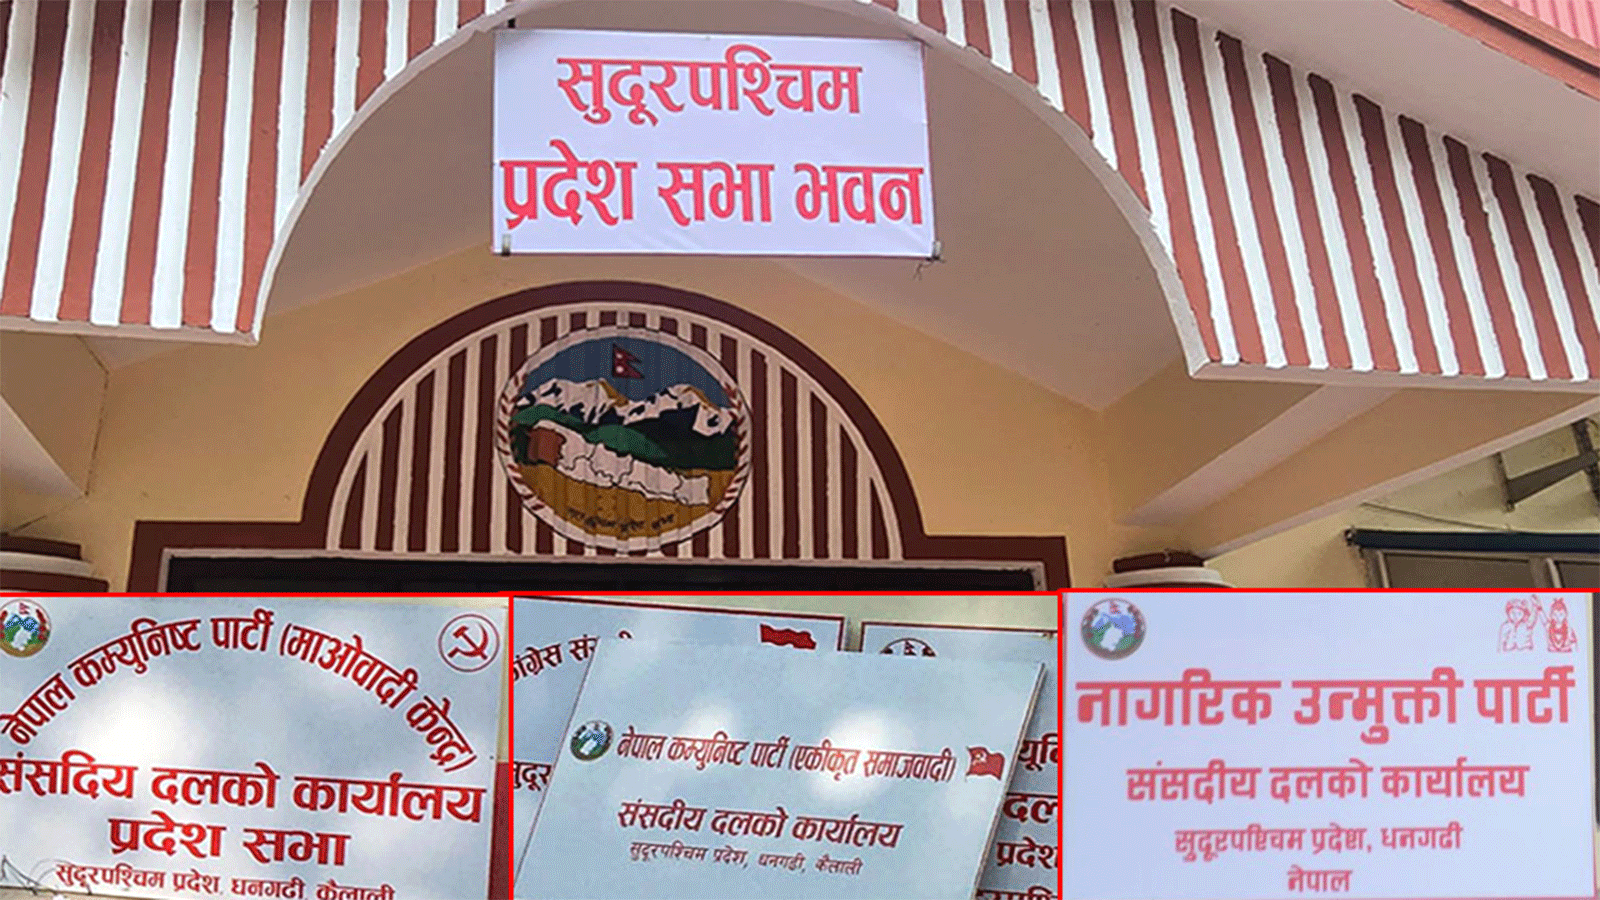 सुदूरपश्चिम
प्रदेश सभा भवन
नेपाल कम्युनिष्ट पार्टी (माओवादी केन्द्र)
संसदिय दलको कार्यालय
प्रदेश सभा
सुदूरपश्चिम प्रदेश, धनगढी, कैलाली
नेपाल कम्युनिष्ट पार्टी (एकीकृत समाजवादी)
संसदीय दलको कार्यालय
सुदूरपश्चिम प्रदेश, धनगढी, कैलाली
नागरिक उन्मुक्ती पार्टी
संसदीय दलको कार्यालय
सुदूरपश्चिम प्रदेश, धनगढी
नेपाल